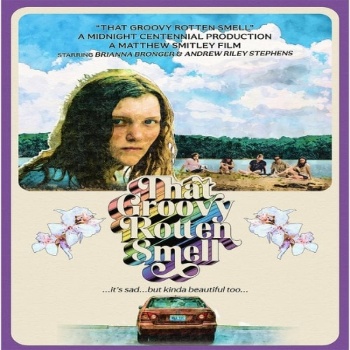 "THAT GROOVY ROTTEN SMELL"
A MIDNIGHT CENTENNIAL PRODUCTION
A MATTHEW SMITLEY FILM
STARRING BRIANNA BRONGER & ANDREW RILEY STEPHENS
That
Groovy
Rotten
Smell
...it's sad...but kinda beautiful too...